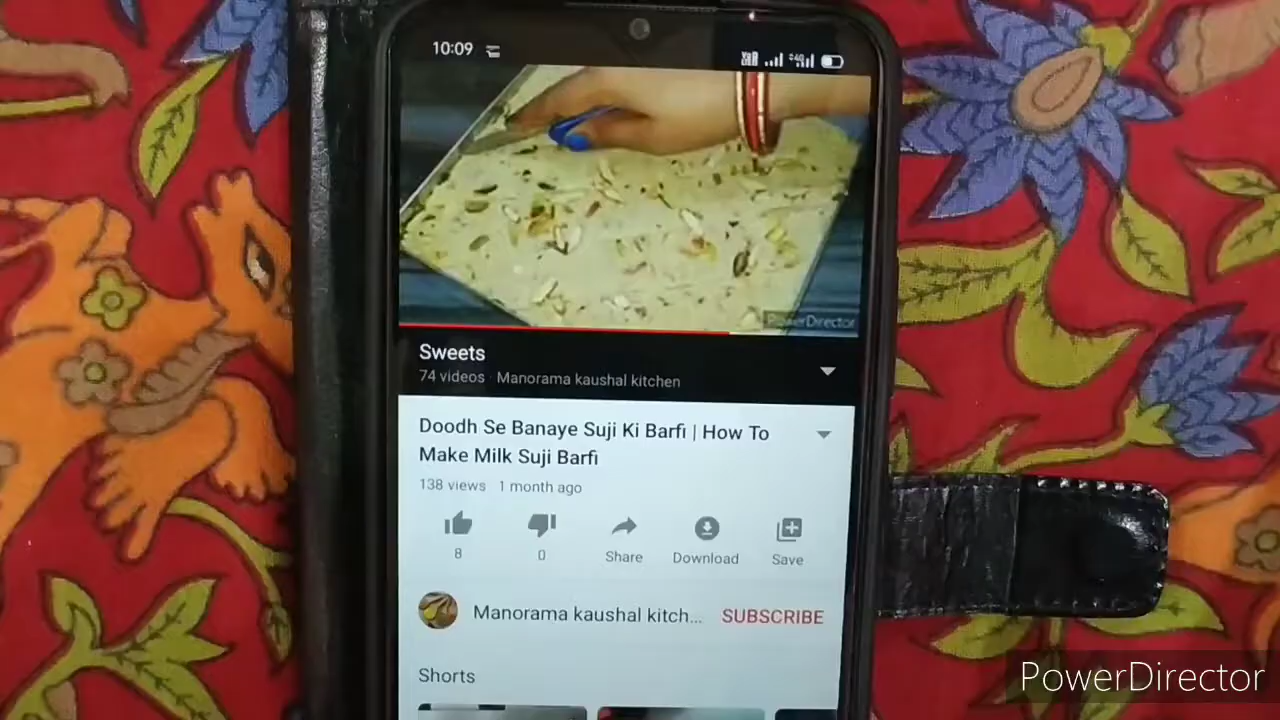 10:09
PowerDirector
Sweets
74 videos · Manorama kaushal kitchen
Doodh Se Banaye Suji Ki Barfi | How To
Make Milk Suji Barfi
138 views 1 month ago
8
0
Share
Download
Save
Manorama kaushal kitch...
SUBSCRIBE
Shorts
PowerDirector